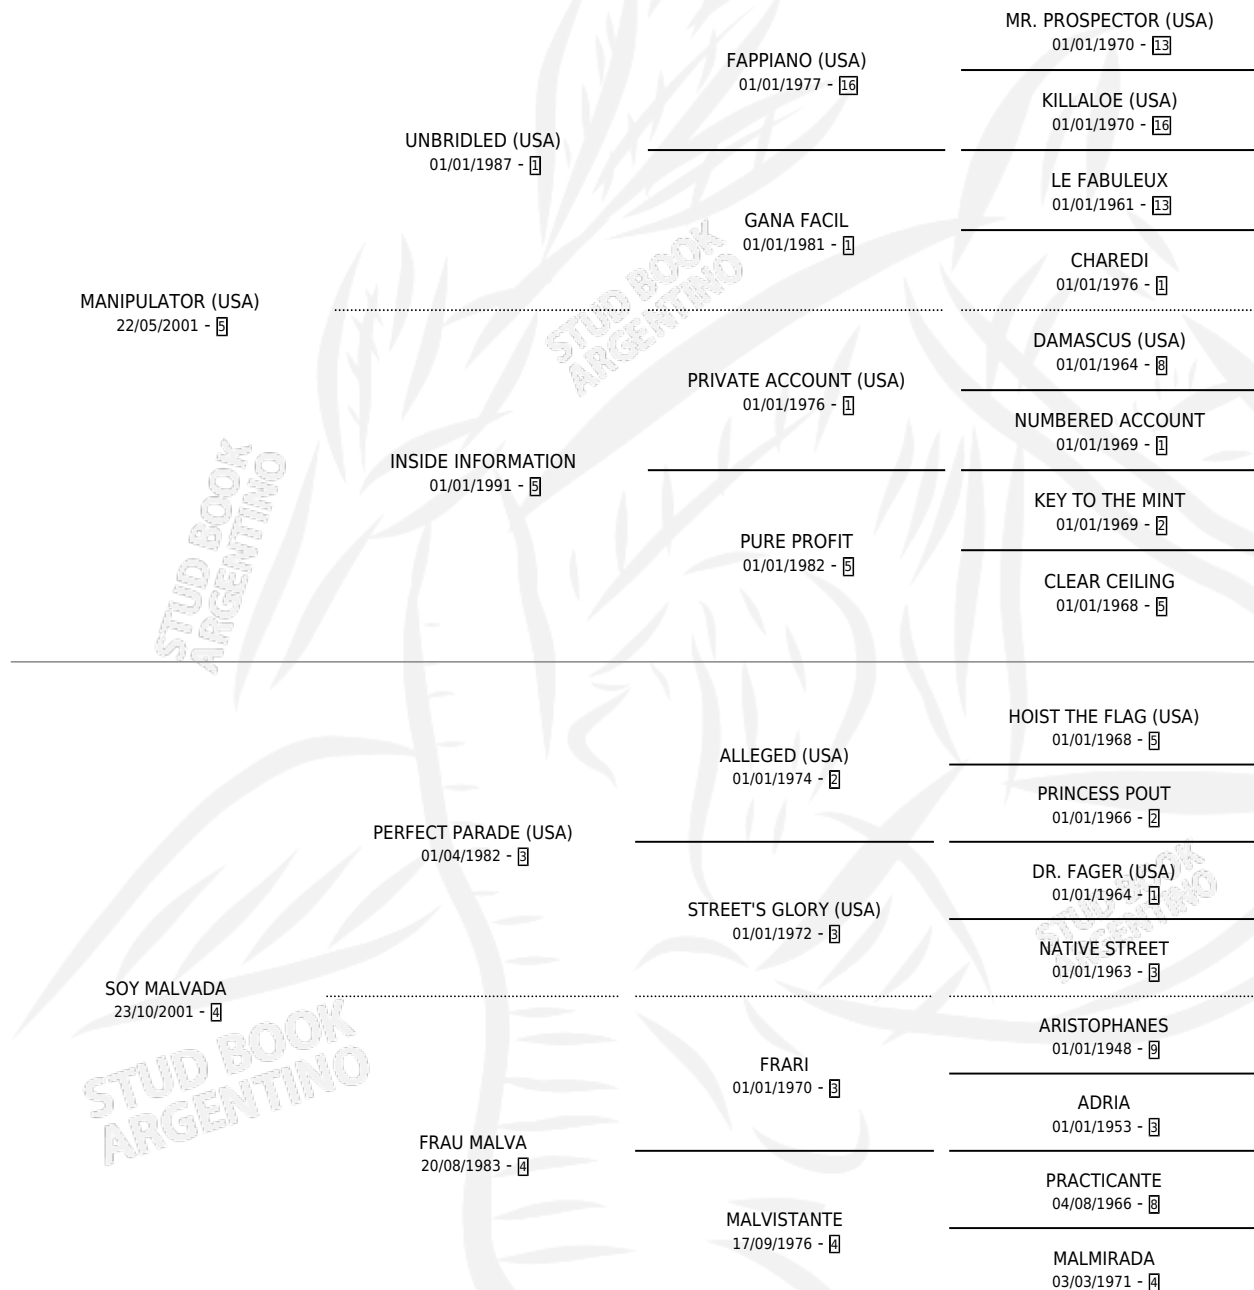 MR. PROSPECTOR (USA)
01/01/1970 - 13
FAPPIANO (USA)
01/01/1977 - 16
KILLALOE (USA)
01/01/1970 - 16
UNBRIDLED (USA)
01/01/1987 - 1
LE FABULEUX
01/01/1961 - 13
GANA FACIL
01/01/1981 - 1
CHAREDI
01/01/1976 - 1
MANIPULATOR (USA)
22/05/2001 - 5
DAMASCUS (USA)
01/01/1964 - 8
PRIVATE ACCOUNT (USA)
01/01/1976 - 1
NUMBERED ACCOUNT
01/01/1969 - 1
INSIDE INFORMATION
01/01/1991 - 5
KEY TO THE MINT
01/01/1969 - 2
PURE PROFIT
01/01/1982 - 5
CLEAR CEILING
01/01/1968 - 5
HOIST THE FLAG (USA)
01/01/1968 - 5
ALLEGED (USA)
01/01/1974 - 2
PRINCESS POUT
01/01/1966 - 2
PERFECT PARADE (USA)
01/04/1982 - 3
DR. FAGER (USA)
01/01/1964 - 1
STREET'S GLORY (USA)
01/01/1972 - 3
NATIVE STREET
01/01/1963 - 3
SOY MALVADA
23/10/2001 - 4
ARISTOPHANES
01/01/1948 - 9
FRARI
01/01/1970 - 3
ADRIA
01/01/1953 - 3
FRAU MALVA
20/08/1983 - 4
PRACTICANTE
04/08/1966 - 8
MALVISTANTE
17/09/1976 - 4
MALMIRADA
03/03/1971 - 4
STUD BOOK
ARGENTINO
STUD BOOK
ARGENTINO
STUD BOOK
ARGENTINO
STUD BOOK
ARGENTINO